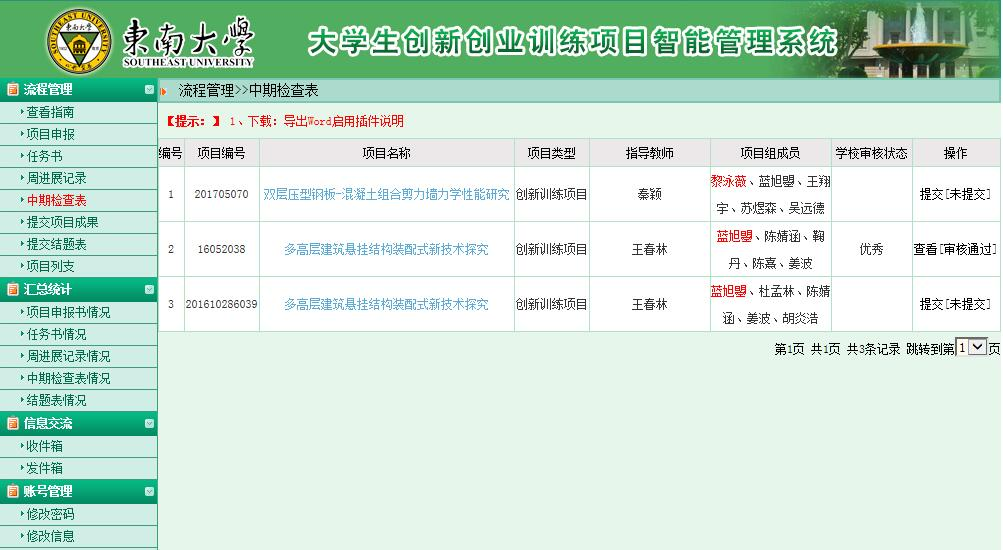 東南大學
SOUTHEAST UNIVERSITY
大学生创新创业训练项目智能管理系统
流程管理
查看指南
项目申报
任务书
周进展记录
中期检查表
提交项目成果
提交结题表
项目列支
汇总统计
项目申报书情况
任务书情况
周进展记录情况
中期检查表情况
结题表情况
信息交流
收件箱
发件箱
账号管理
修改密码
修改信息
流程管理>>中期检查表
【提示：】 1、下载：导出Word启用插件说明
编号 项目编号 项目名称 项目类型 指导教师 项目组成员 学校审核状态 操作
1 201705070 双层压型钢板-混凝土组合剪力墙力学性能研究 创新训练项目 秦颖 黎泳薇、蓝旭曌、王翔 提交[未提交]
宇、苏煜森、吴远德
2 16052038 多高层建筑悬挂结构装配式新技术探究 创新训练项目 王春林 蓝旭曌、陈婧涵、鞠 优秀 查看[审核通过]
丹、陈熹、姜波
3 201610286039 多高层建筑悬挂结构装配式新技术探究 创新训练项目 王春林 蓝旭曌、杜孟林、陈婧 提交[未提交]
涵、姜波、胡炎浩
第1页 共1页 共3条记录 跳转到第 1 页